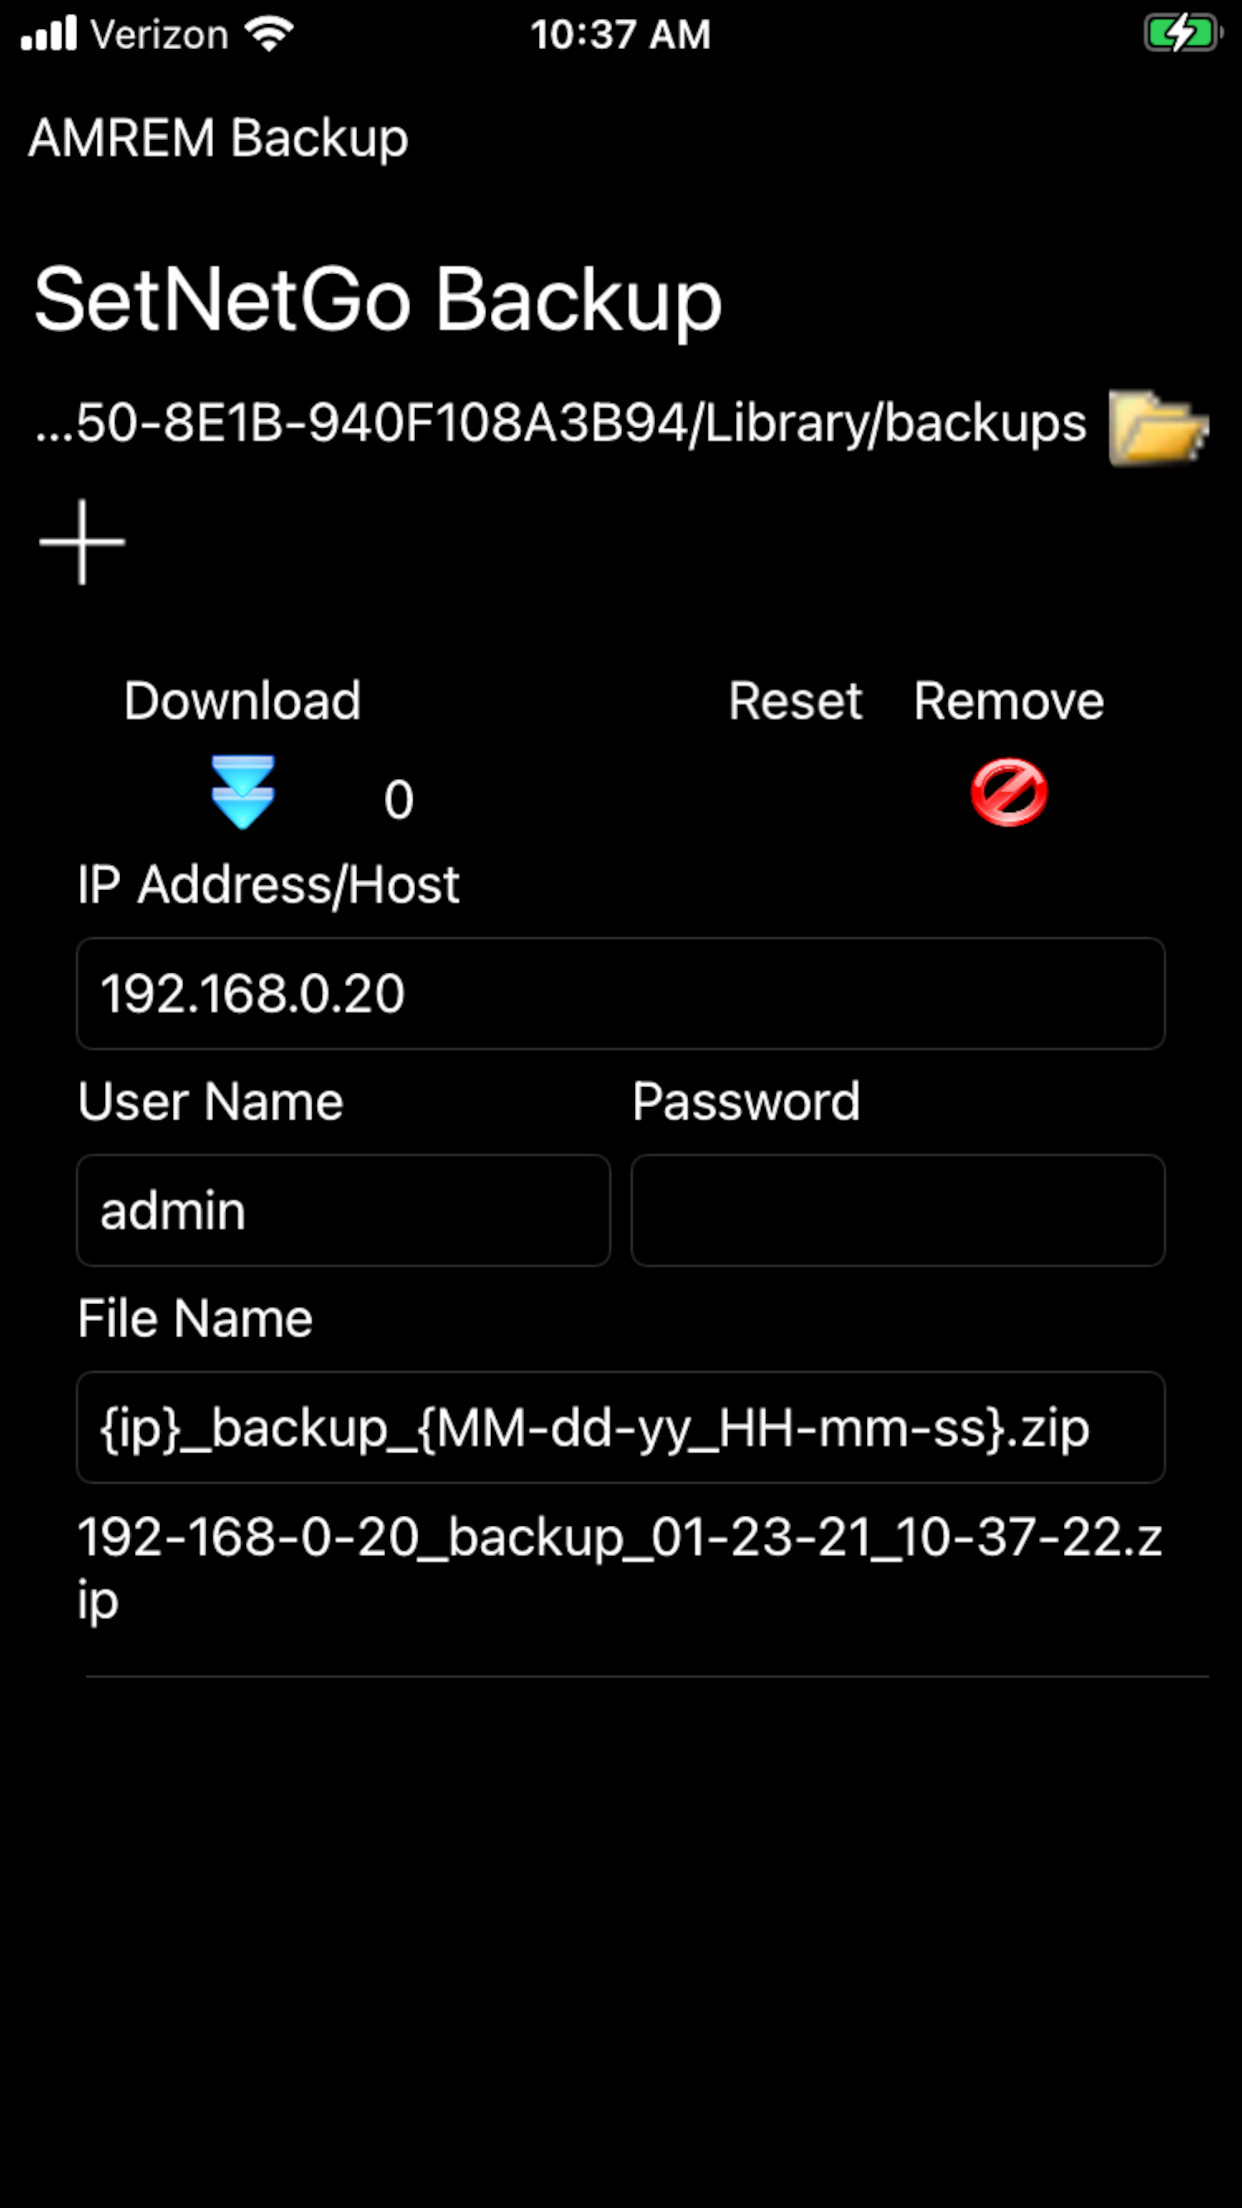 Verizon 10:37 AM
AMREM Backup
SetNetGo Backup
...50-8E1B-940F108A3B94/Library/backups
Download Reset Remove
0
IP Address/Host
192.168.0.20
User Name Password
admin
File Name
{ip}_backup_{MM-dd-yy_HH-mm-ss}.zip
192-168-0-20_backup_01-23-21_10-37-22.z
ip